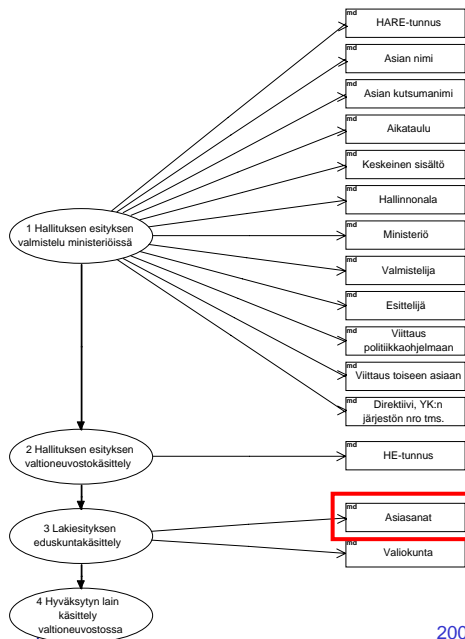 md
HARE-tunnus
md
Asian nimi
md
Asian kutsumanimi
md
Aikataulu
md
Keskeinen sisältö
md
Hallinnonala
1 Hallituksen esityksen
valmistelu ministeriöissä
md
Ministeriö
md
Valmistelija
md
Esittelijä
md
Viittaus
politiikkaohjelmaan
md
Viittaus toiseen asiaan
md
Direktiivi, YK:n
järjestön nro tms.
2 Hallituksen esityksen
valtioneuvostokäsittely
md
HE-tunnus
3 Lakiesityksen
eduskuntakäsittely
md
Asiasanat
md
Valiokunta
4 Hyväksytyn lain
käsittely
valtioneuvostossa
200